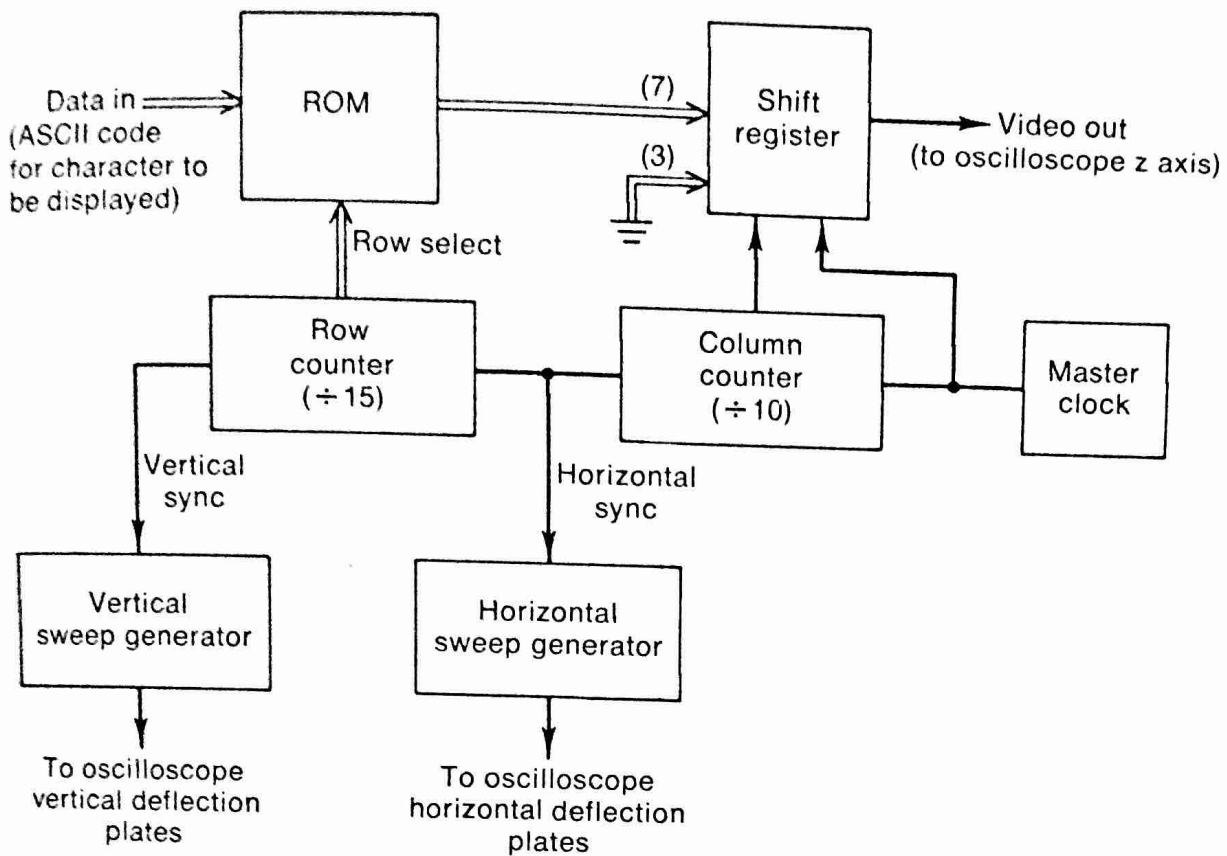 Data in
(ASCII code
for character to
be displayed)
ROM
(7)
(3)
Shift
register
Video out
(to oscilloscope z axis)
Row select
Row
counter
(÷15)
Column
counter
(÷10)
Master
clock
Vertical
sync
Horizontal
sync
Vertical
sweep generator
Horizontal
sweep generator
To oscilloscope
vertical deflection
plates
To oscilloscope
horizontal deflection
plates